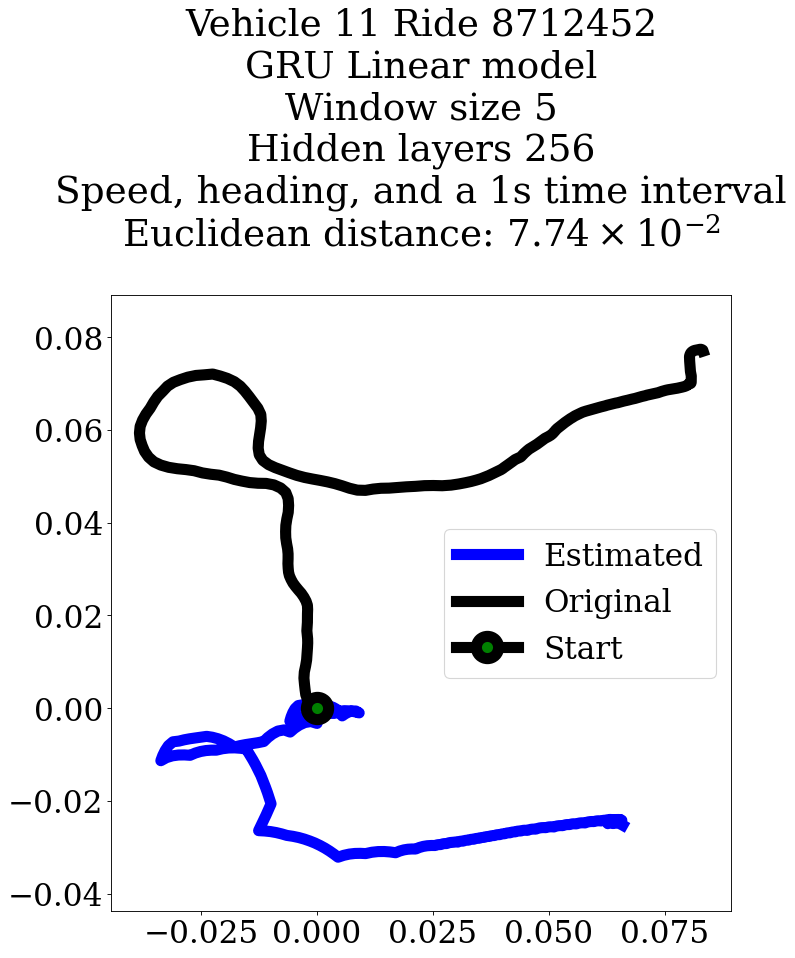 Vehicle 11 Ride 8712452
GRU Linear model
Window size 5
Hidden layers 256
Speed, heading, and a 1s time interval
Euclidean distance: 7.74 × 10⁻²
0.08
0.06
0.04
0.02
0.00
−0.02
−0.04
Estimated
Original
Start
−0.025 0.000 0.025 0.050 0.075